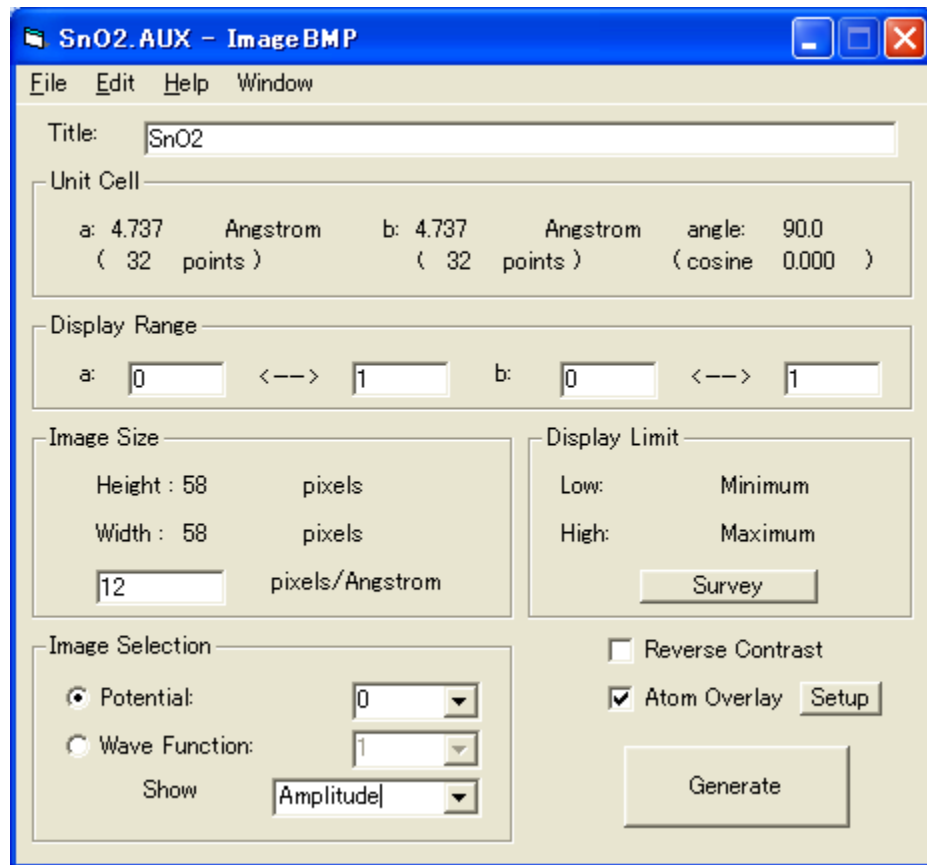 SnO2.AUX - ImageBMP
File Edit Help Window
Title: SnO2
Unit Cell
a: 4.737 Angstrom b: 4.737 Angstrom angle: 90.0
( 32 points ) ( 32 points ) ( cosine 0.000 )
Display Range
a: 0 <--> 1 b: 0 <--> 1
Image Size
Height : 58 pixels
Width : 58 pixels
12 pixels/Angstrom
Display Limit
Low: Minimum
High: Maximum
Survey
Image Selection
Potential: 0
Wave Function: 1
Show Amplitude
Reverse Contrast
Atom Overlay Setup
Generate